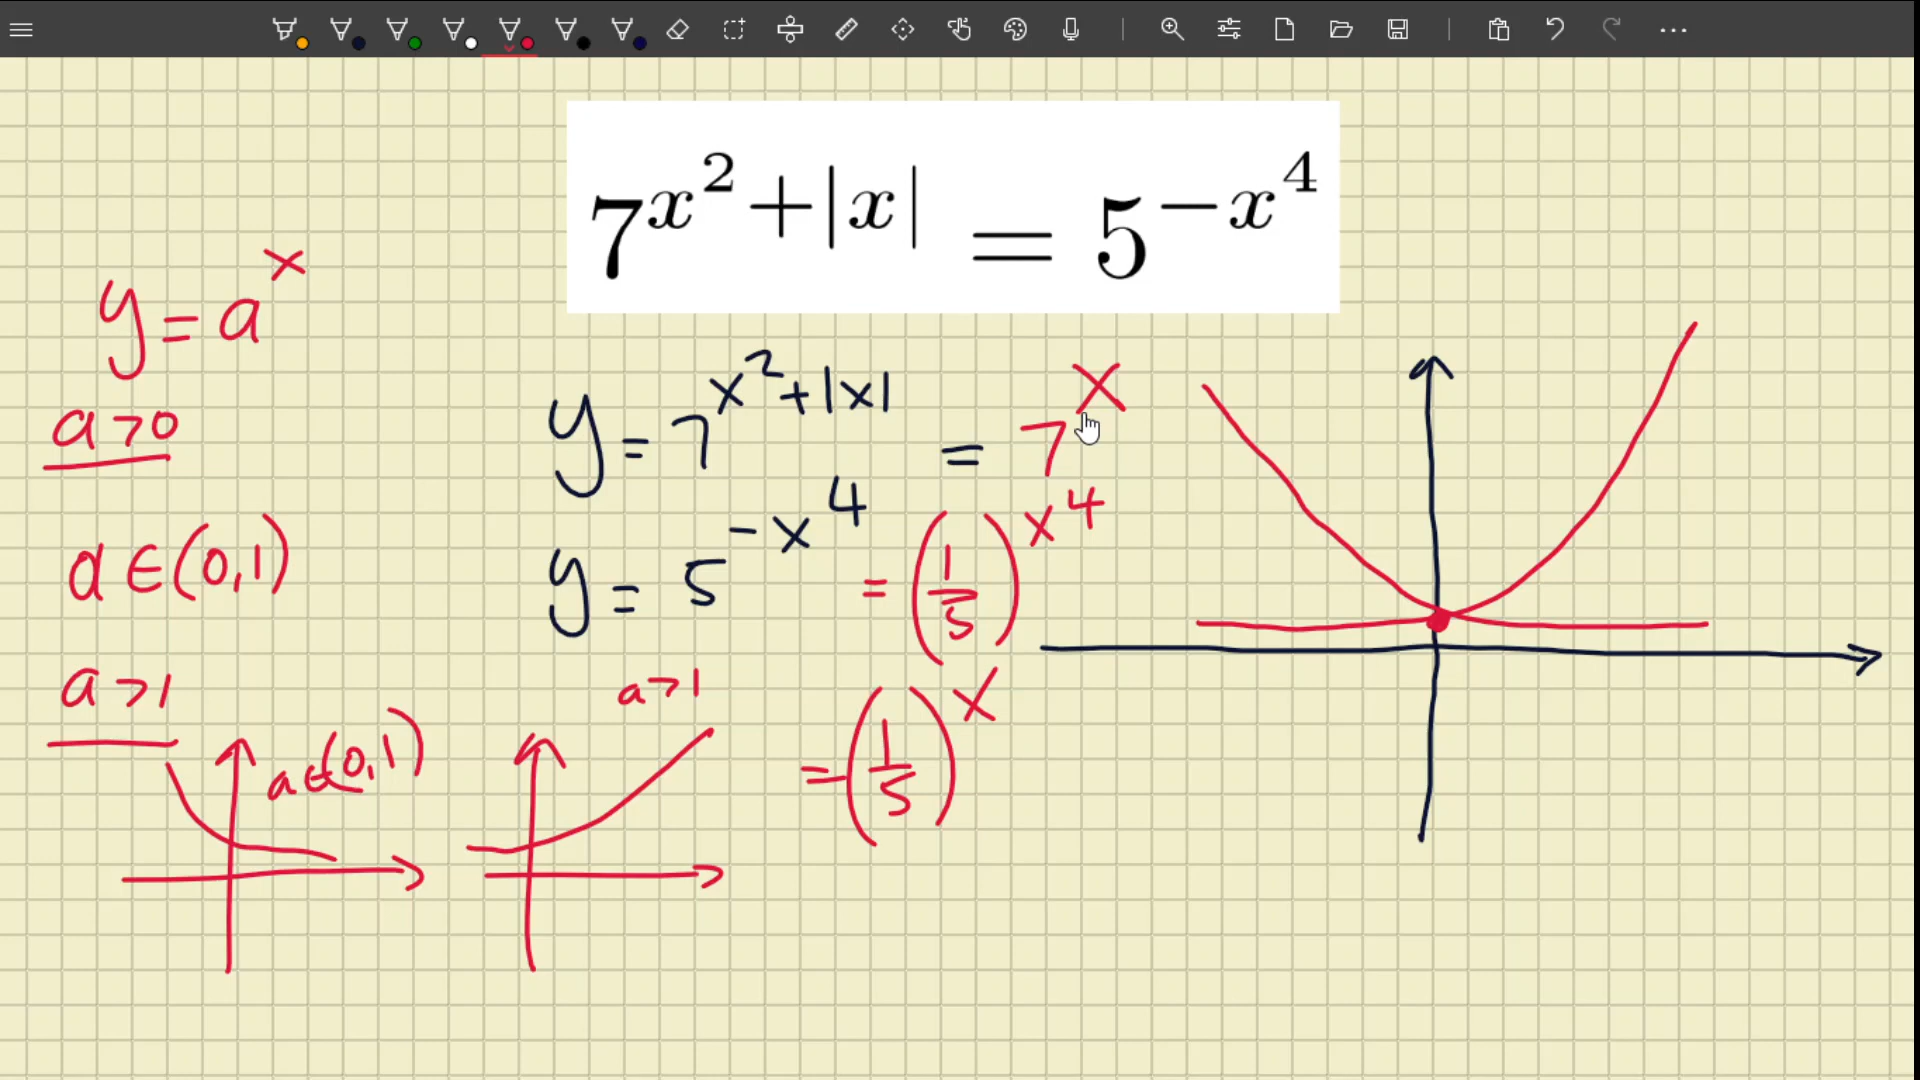 7^{x^2+|x|} = 5^{-x^4}
y = a^x
a > 0
a ∈ (0,1)
a > 1
a ∈ (0,1)
a > 1
y = 7^{x^2+|x|} = 7^x
y = 5^{-x^4} = (1/5)^{x^4}
= (1/5)^x